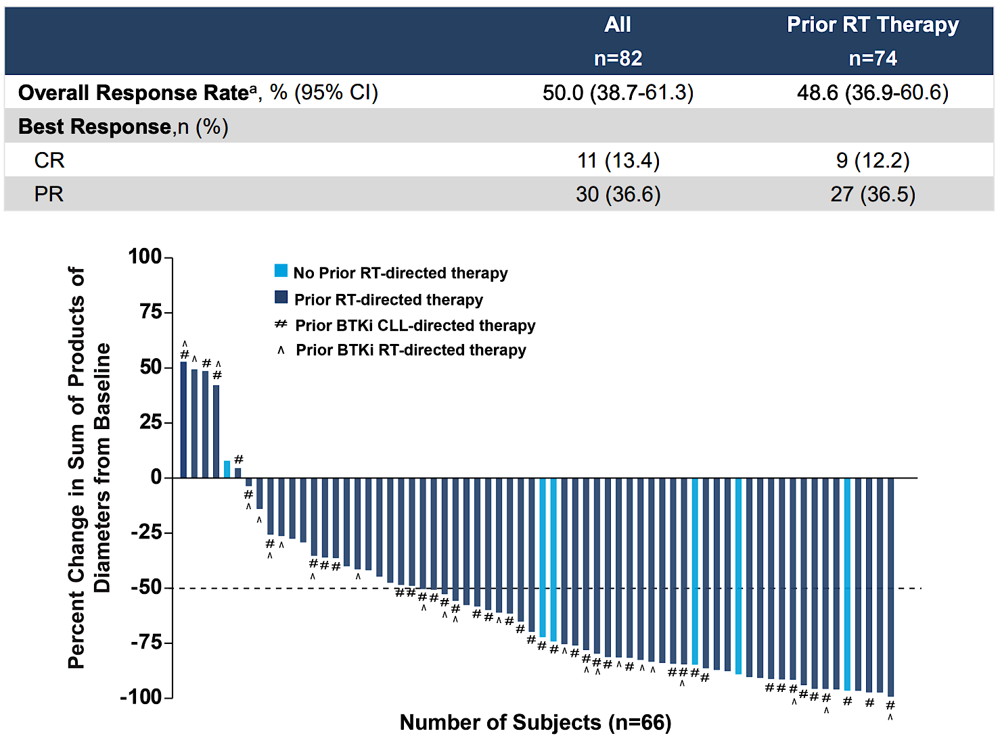 All Prior RT Therapy
n=82 n=74
Overall Response Rateᵃ, % (95% CI) 50.0 (38.7-61.3) 48.6 (36.9-60.6)
Best Response,n (%)
CR 11 (13.4) 9 (12.2)
PR 30 (36.6) 27 (36.5)
Percent Change in Sum of Products of
Diameters from Baseline
100
75
50
25
0
-25
-50
-75
-100
No Prior RT-directed therapy
Prior RT-directed therapy
# Prior BTKi CLL-directed therapy
^ Prior BTKi RT-directed therapy
Number of Subjects (n=66)